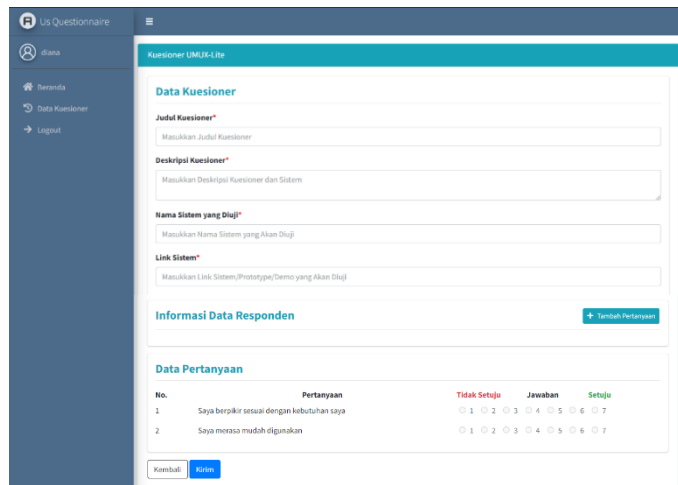 R Us Questionnaire
diana
Beranda
Data Kuesioner
Logout
Kuesioner UMUX-Lite
Data Kuesioner
Judul Kuesioner*
Masukkan Judul Kuesioner
Deskripsi Kuesioner*
Masukkan Deskripsi Kuesioner dan Sistem
Nama Sistem yang Diuji*
Masukkan Nama Sistem yang Akan Diuji
Link Sistem*
Masukkan Link Sistem/Prototype/Demo yang Akan Diuji
Informasi Data Responden
+ Tambah Pertanyaan
Data Pertanyaan
No. Pertanyaan Tidak Setuju Jawaban Setuju
1 Saya berpikir sesuai dengan kebutuhan saya 1 2 3 4 5 6 7
2 Saya merasa mudah digunakan 1 2 3 4 5 6 7
Kembali Kirim